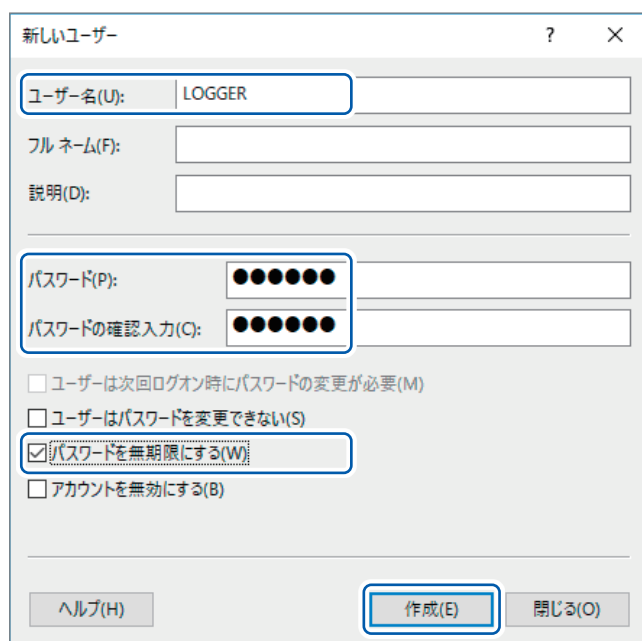 新しいユーザー ? ×
ユーザー名(U): LOGGER
フル ネーム(F):
説明(D):
パスワード(P): ●●●●●●
パスワードの確認入力(C): ●●●●●●
ユーザーは次回ログオン時にパスワードの変更が必要(M)
ユーザーはパスワードを変更できない(S)
パスワードを無期限にする(W)
アカウントを無効にする(B)
ヘルプ(H) 作成(E) 閉じる(O)